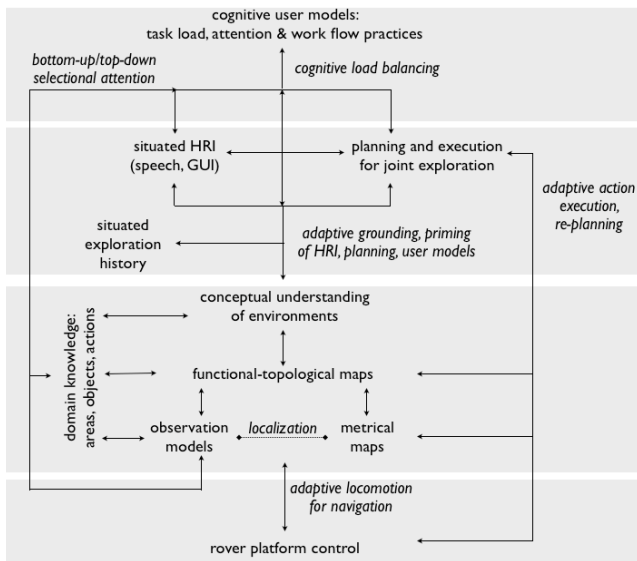 cognitive user models:
task load, attention & work flow practices
bottom-up/top-down
selectional attention
cognitive load balancing
situated HRI
(speech, GUI)
planning and execution
for joint exploration
adaptive action
execution,
re-planning
situated
exploration
history
adaptive grounding, priming
of HRI, planning, user models
conceptual understanding
of environments
domain knowledge:
areas, objects, actions
functional-topological maps
observation
models
localization
metrical
maps
adaptive locomotion
for navigation
rover platform control